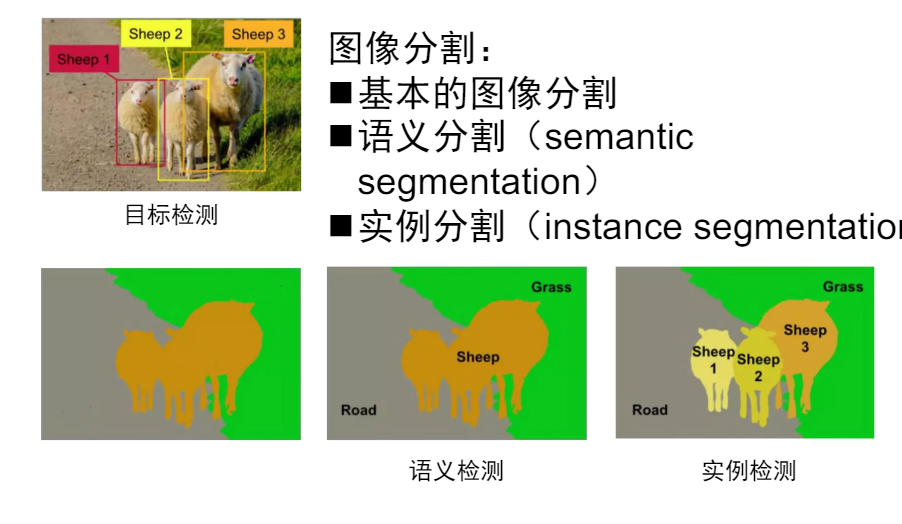 Sheep 1
Sheep 2
Sheep 3
目标检测
图像分割：
■基本的图像分割
■语义分割（semantic
segmentation）
■实例分割（instance segmentation
Grass
Sheep
Road
语义检测
Grass
Sheep
1
Sheep
2
Sheep
3
Road
实例检测